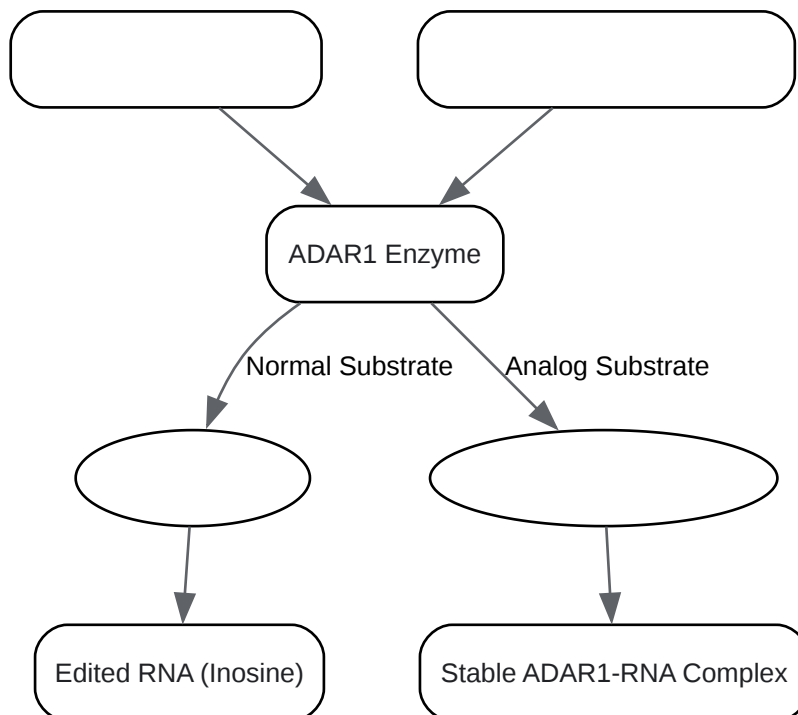 ADAR1 Enzyme
Normal Substrate
Analog Substrate
Edited RNA (Inosine)
Stable ADAR1-RNA Complex